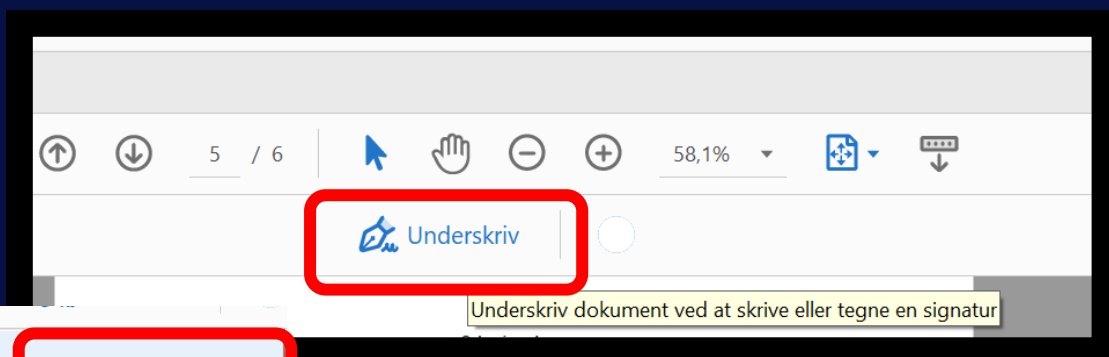 5 / 6 58,1%
Underskriv
Underskriv dokument ved at skrive eller tegne en signatur